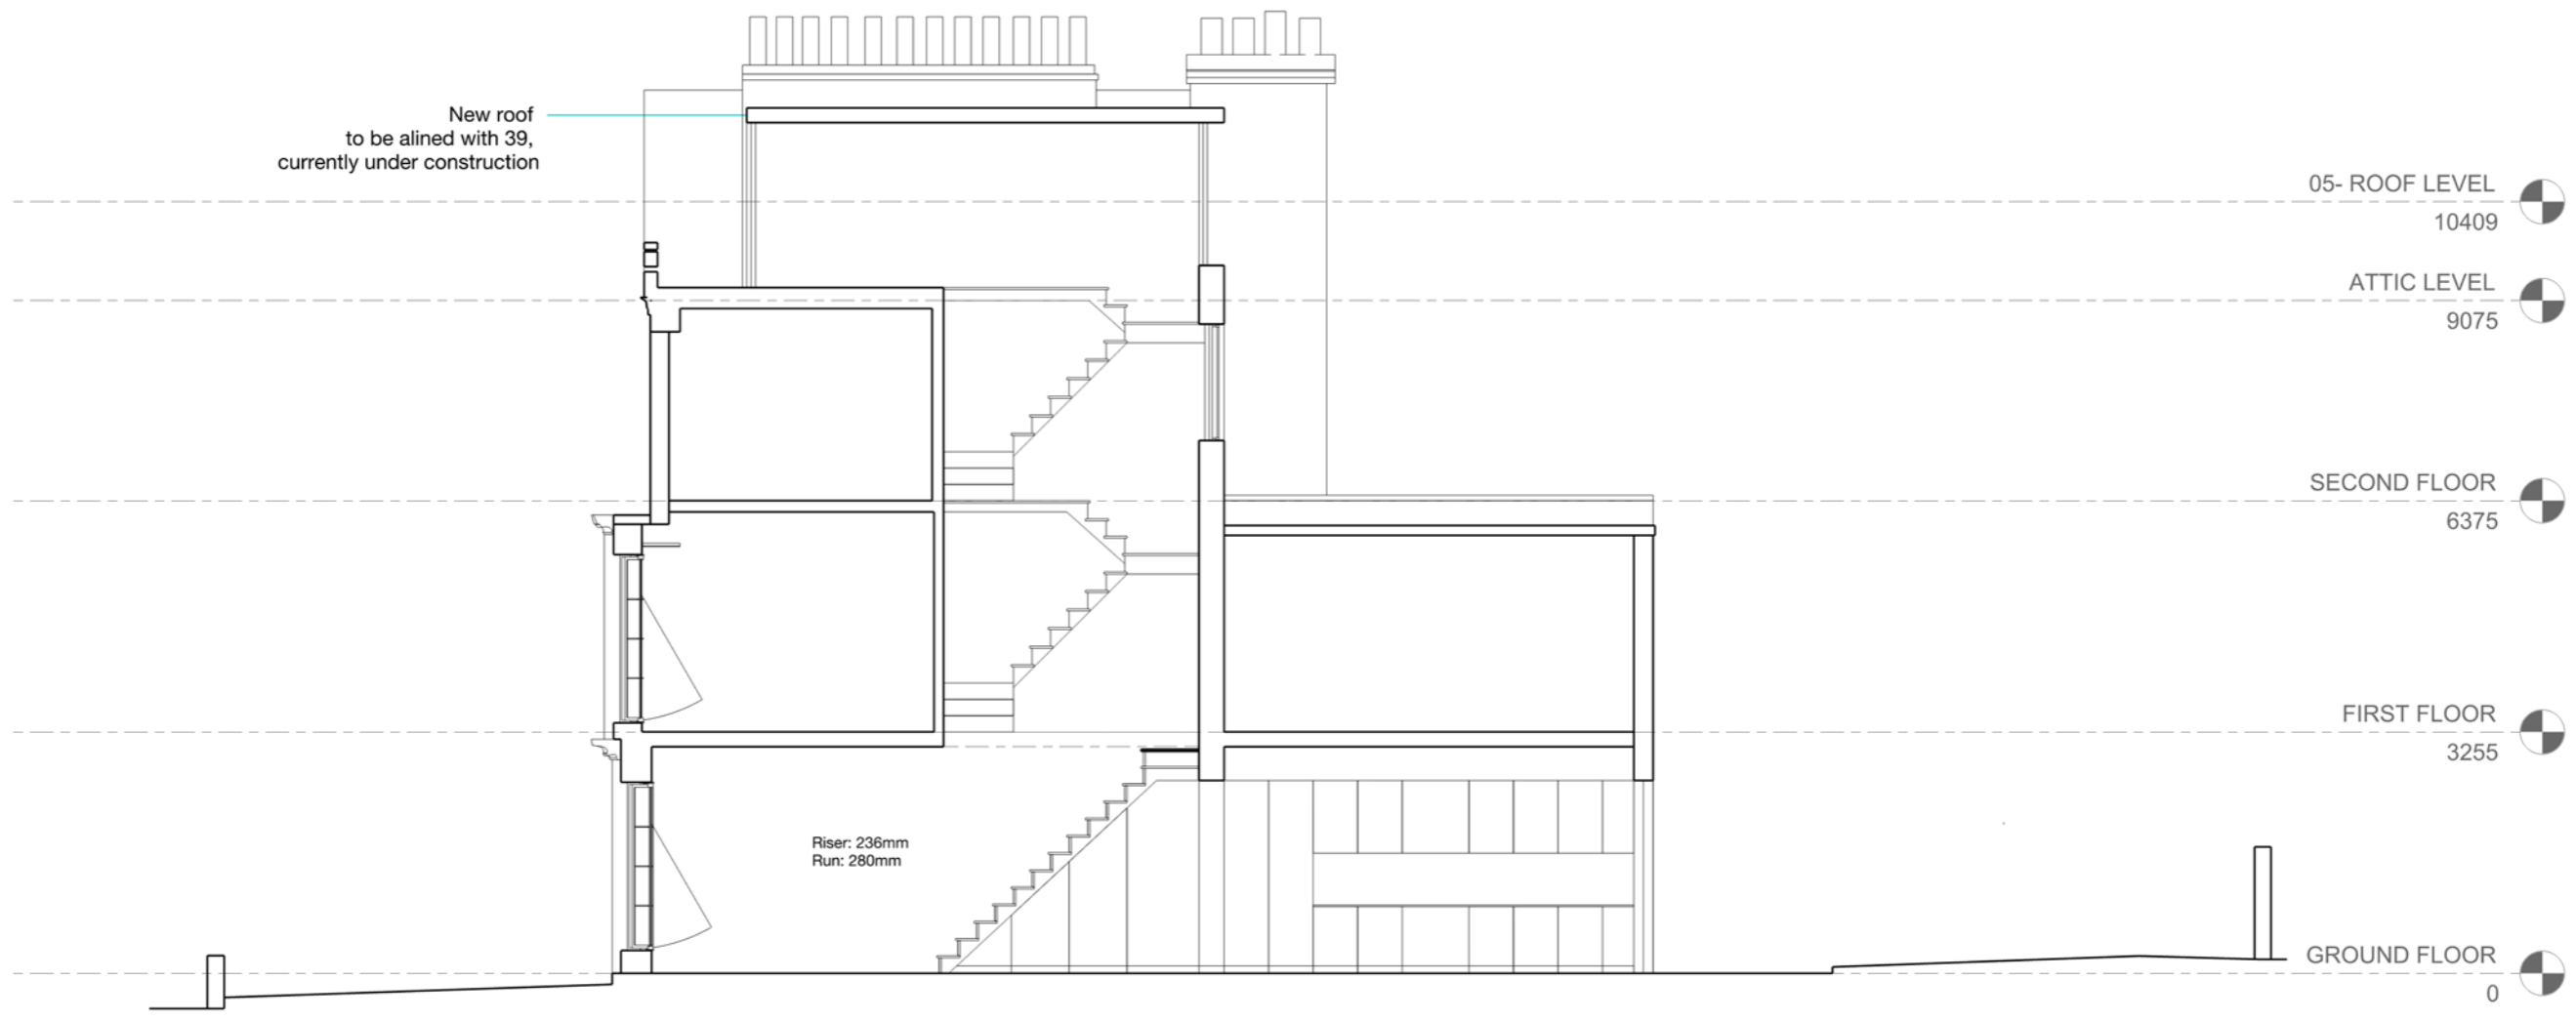 New roof
to be alined with 39,
currently under construction
05- ROOF LEVEL
10409
ATTIC LEVEL
9075
SECOND FLOOR
6375
FIRST FLOOR
3255
Riser: 236mm
Run: 280mm
GROUND FLOOR
0